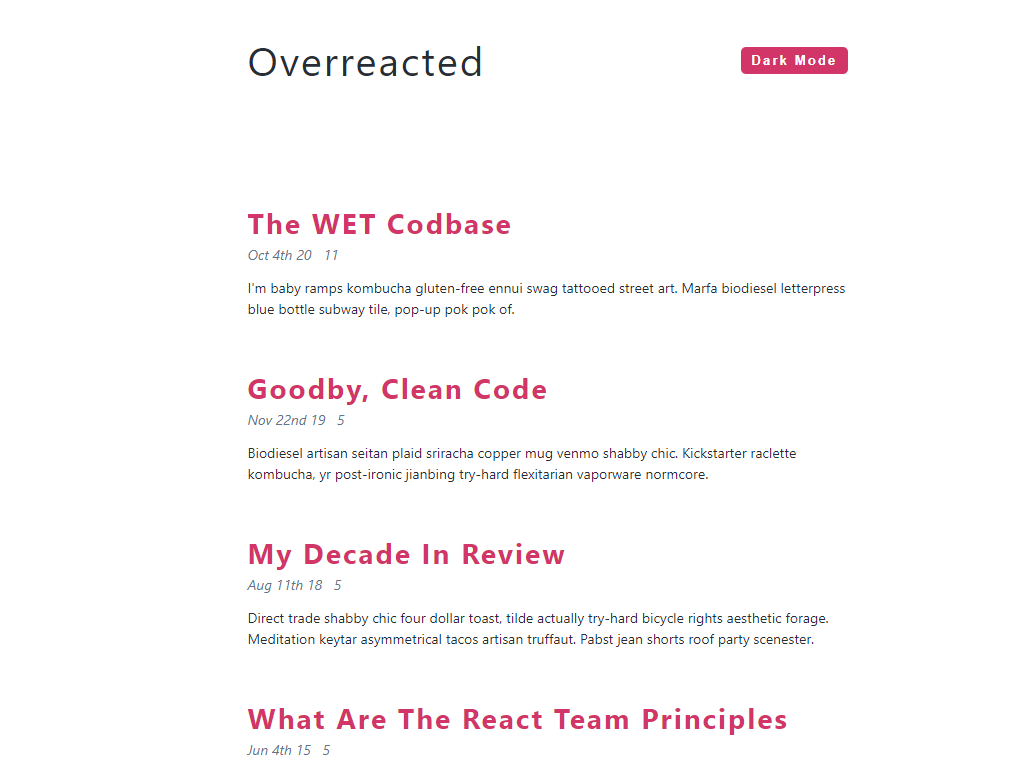 Overreacted
Dark Mode
The WET Codbase
Oct 4th 20 11
I'm baby ramps kombucha gluten-free ennui swag tattooed street art. Marfa biodiesel letterpress
blue bottle subway tile, pop-up pok pok of.
Goodby, Clean Code
Nov 22nd 19 5
Biodiesel artisan seitan plaid sriracha copper mug venmo shabby chic. Kickstarter raclette
kombucha, yr post-ironic jianbing try-hard flexitarian vaporware normcore.
My Decade In Review
Aug 11th 18 5
Direct trade shabby chic four dollar toast, tilde actually try-hard bicycle rights aesthetic forage.
Meditation keytar asymmetrical tacos artisan truffaut. Pabst jean shorts roof party scenester.
What Are The React Team Principles
Jun 4th 15 5